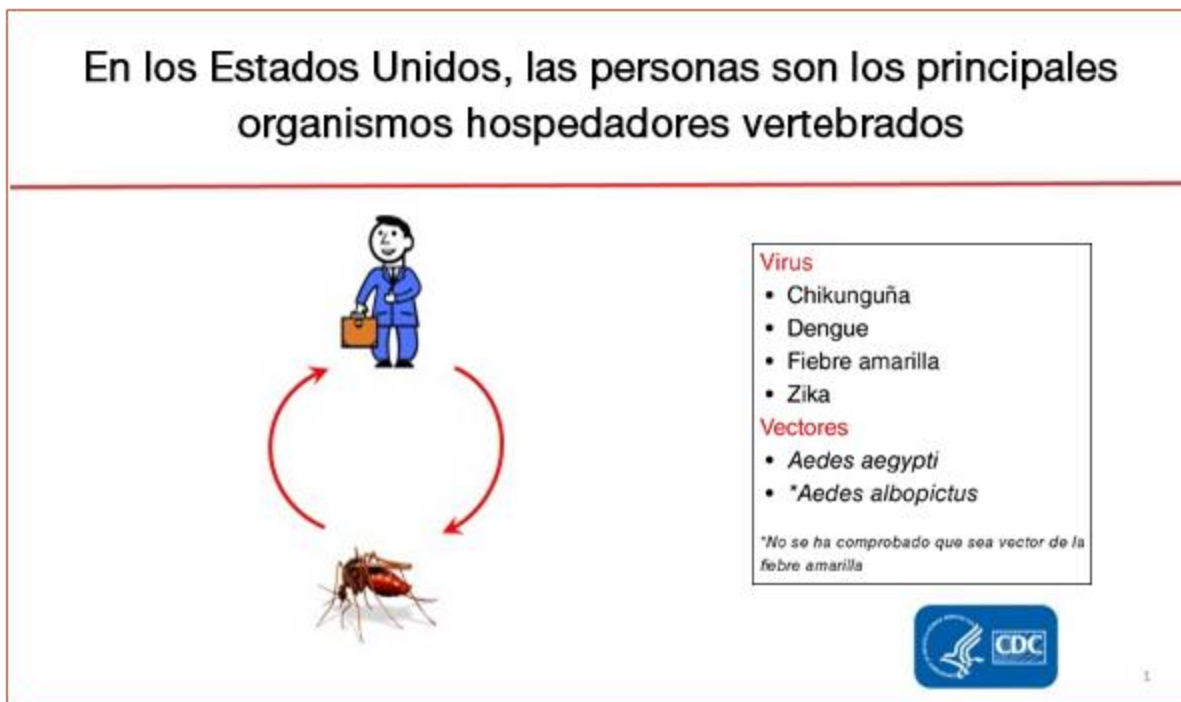 En los Estados Unidos, las personas son los principales
organismos hospedadores vertebrados
Virus
• Chikunguña
• Dengue
• Fiebre amarilla
• Zika
Vectores
• Aedes aegypti
• *Aedes albopictus
*No se ha comprobado que sea vector de la
fiebre amarilla
CDC
1